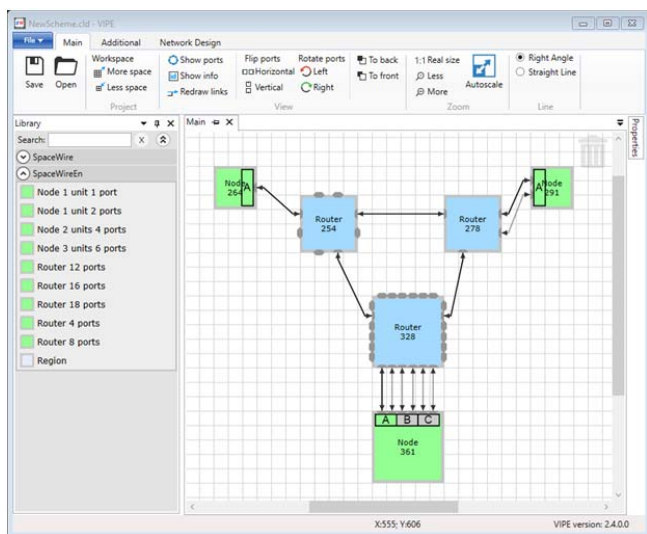 NewScheme.cld - VIPE
File Main Additional Network Design
Save Open
Workspace
More space
Less space
Project
Show ports
Show info
Redraw links
Flip ports
Horizontal
Vertical
Rotate ports
Left
Right
View
To back
To front
1:1 Real size
Less
More
Autoscale
Zoom
Right Angle
Straight Line
Line
Library
Search:
X
SpaceWire
SpaceWireEn
Node 1 unit 1 port
Node 1 unit 2 ports
Node 2 units 4 ports
Node 3 units 6 ports
Router 12 ports
Router 16 ports
Router 18 ports
Router 4 ports
Router 8 ports
Region
Main
Properties
Node
264
A
Router
254
Router
278
A
Node
291
Router
328
A B C
Node
361
X:555; Y:606
VIPE version: 2.4.0.0